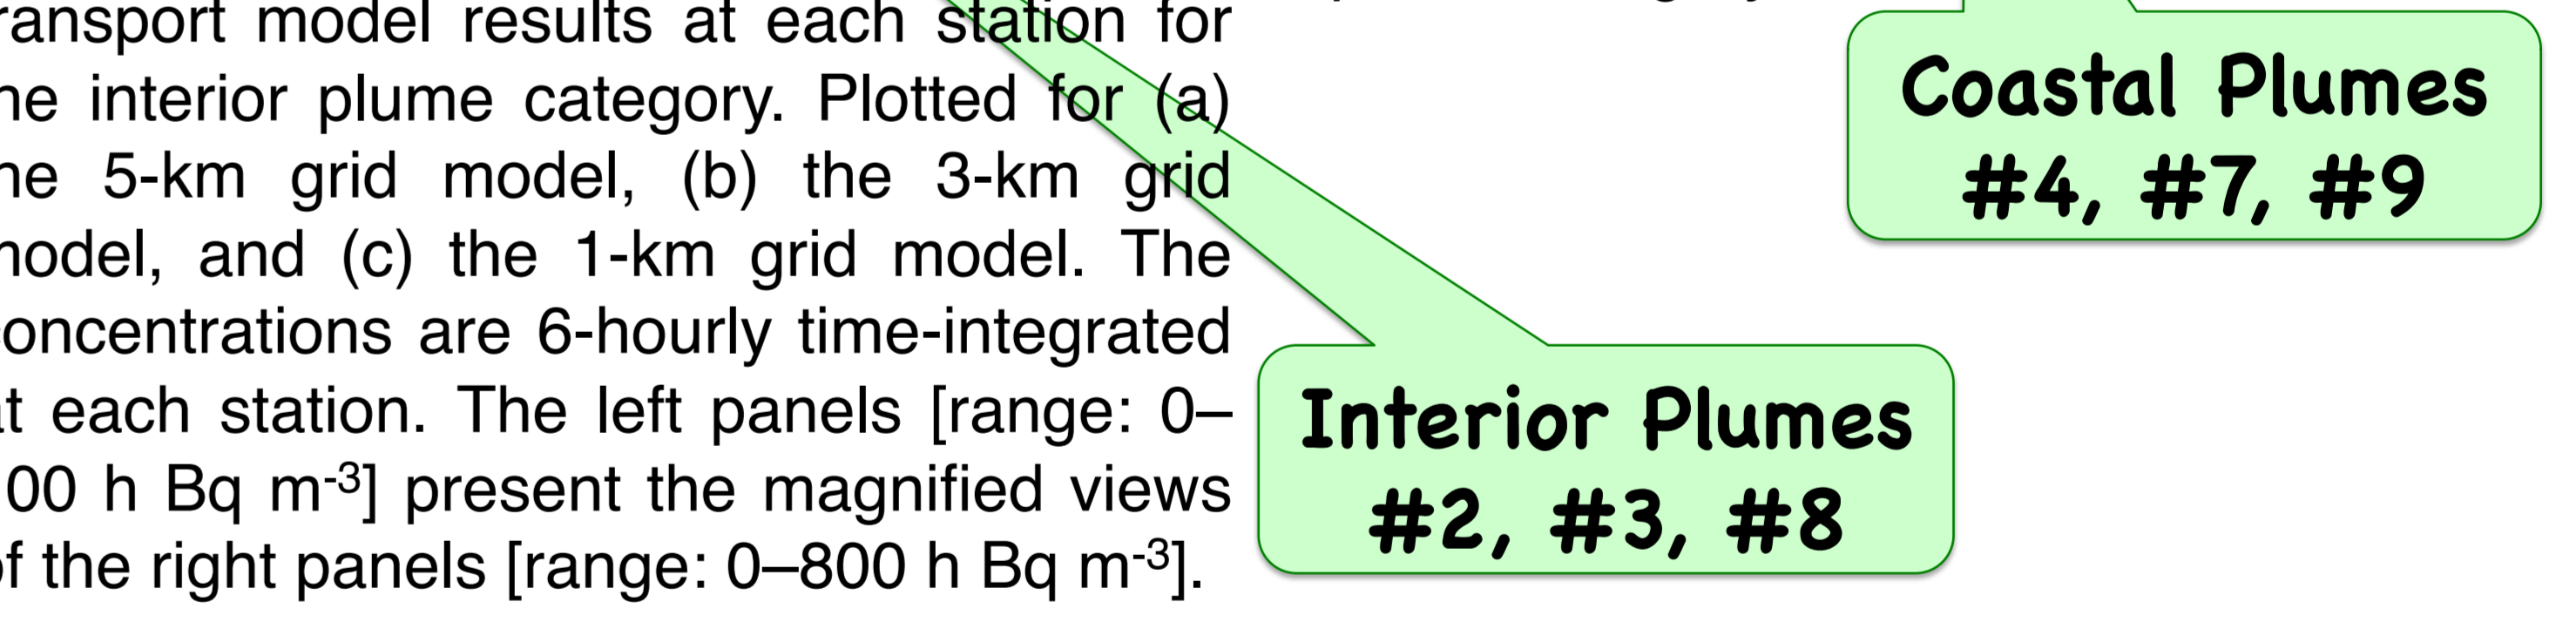 ransport model results at each station for
he interior plume category. Plotted for (a)
he 5-km grid model, (b) the 3-km grid
nodel, and (c) the 1-km grid model. The
concentrations are 6-hourly time-integrated
at each station. The left panels [range: 0–
00 h Bq m-3] present the magnified views
of the right panels [range: 0–800 h Bq m-3].
Coastal Plumes
#4, #7, #9
Interior Plumes
#2, #3, #8